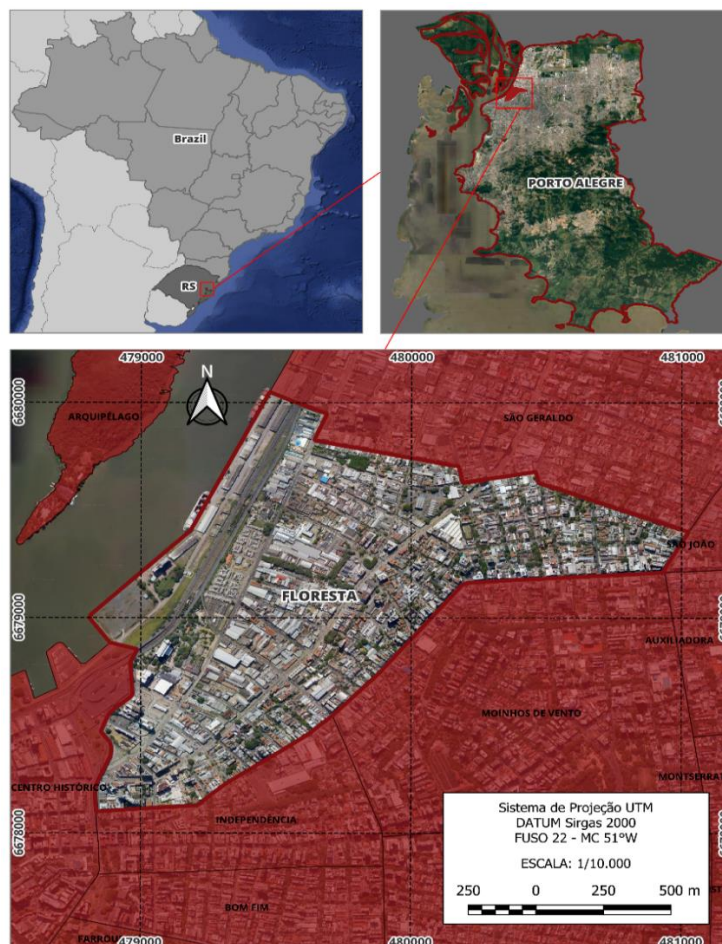 Brazil
RS
PORTO ALEGRE
479000
480000
481000
6680000
6680000
N
ARQUIPÉLAGO
SÃO GERALDO
SÃO JOÃO
FLORESTA
6679000
6679000
AUXILIADORA
MOINHOS DE VENTO
CENTRO HISTÓRICO
MONTSERRAT
INDEPENDÊNCIA
6678000
BOM FIM
479000
480000
Sistema de Projeção UTM
DATUM Sirgas 2000
FUSO 22 - MC 51°W
ESCALA: 1/10.000
250 0 250 500 m